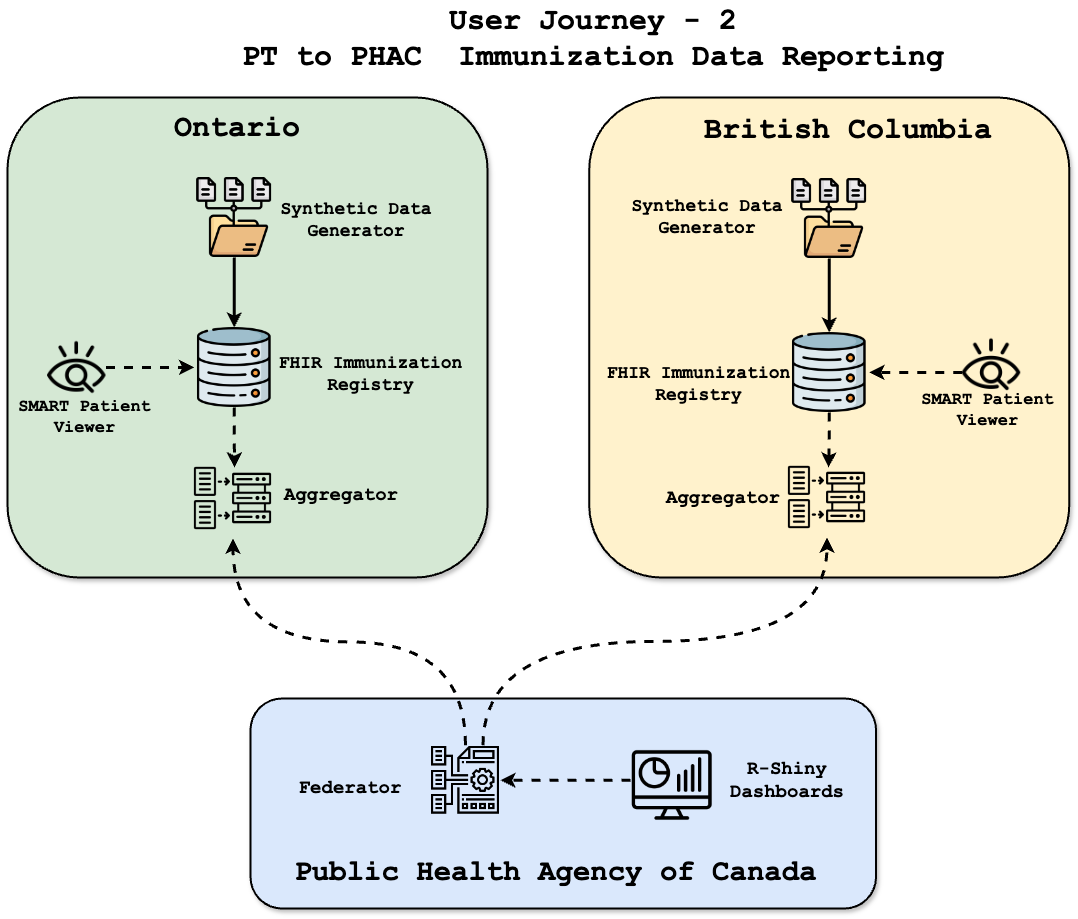 User Journey - 2
PT to PHAC  Immunization Data Reporting
Ontario
Synthetic Data
Generator
FHIR Immunization
Registry
SMART Patient
Viewer
Aggregator
British Columbia
Synthetic Data
Generator
FHIR Immunization
Registry
SMART Patient
Viewer
Aggregator
Federator
R-Shiny
Dashboards
Public Health Agency of Canada